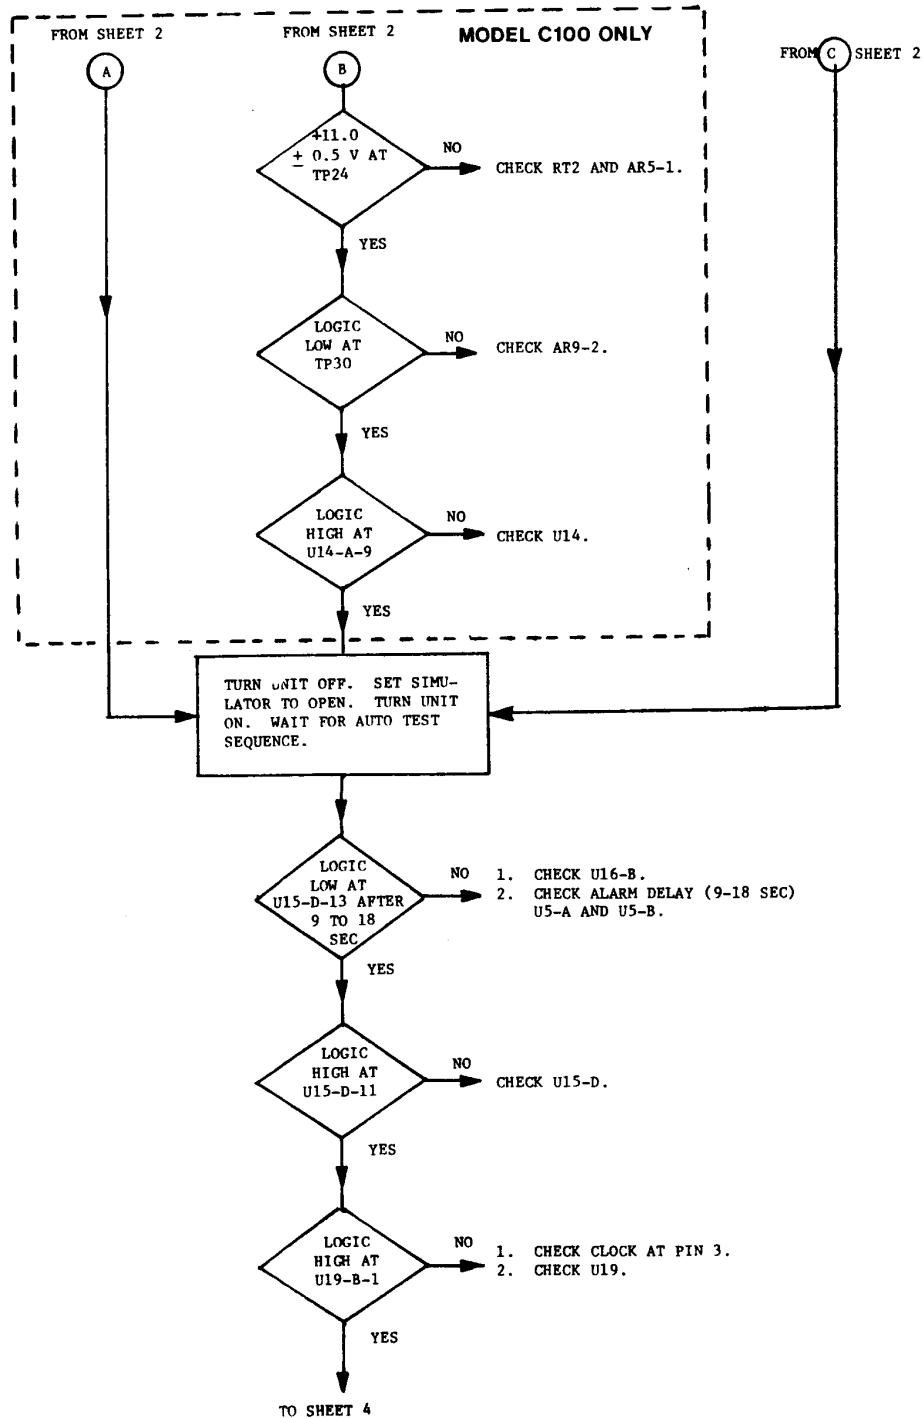 FROM SHEET 2
FROM SHEET 2
MODEL C100 ONLY
FROM C SHEET 2
A
B
+11.0
± 0.5 V AT
TP24
NO
CHECK RT2 AND AR5-1.
YES
LOGIC
LOW AT
TP30
NO
CHECK AR9-2.
YES
LOGIC
HIGH AT
U14-A-9
NO
CHECK U14.
YES
TURN UNIT OFF. SET SIMU-
LATOR TO OPEN. TURN UNIT
ON. WAIT FOR AUTO TEST
SEQUENCE.
LOGIC
LOW AT
U15-D-13 AFTER
9 TO 18
SEC
NO
1. CHECK U16-B.
2. CHECK ALARM DELAY (9-18 SEC)
U5-A AND U5-B.
YES
LOGIC
HIGH AT
U15-D-11
NO
CHECK U15-D.
YES
LOGIC
HIGH AT
U19-B-1
NO
1. CHECK CLOCK AT PIN 3.
2. CHECK U19.
YES
TO SHEET 4